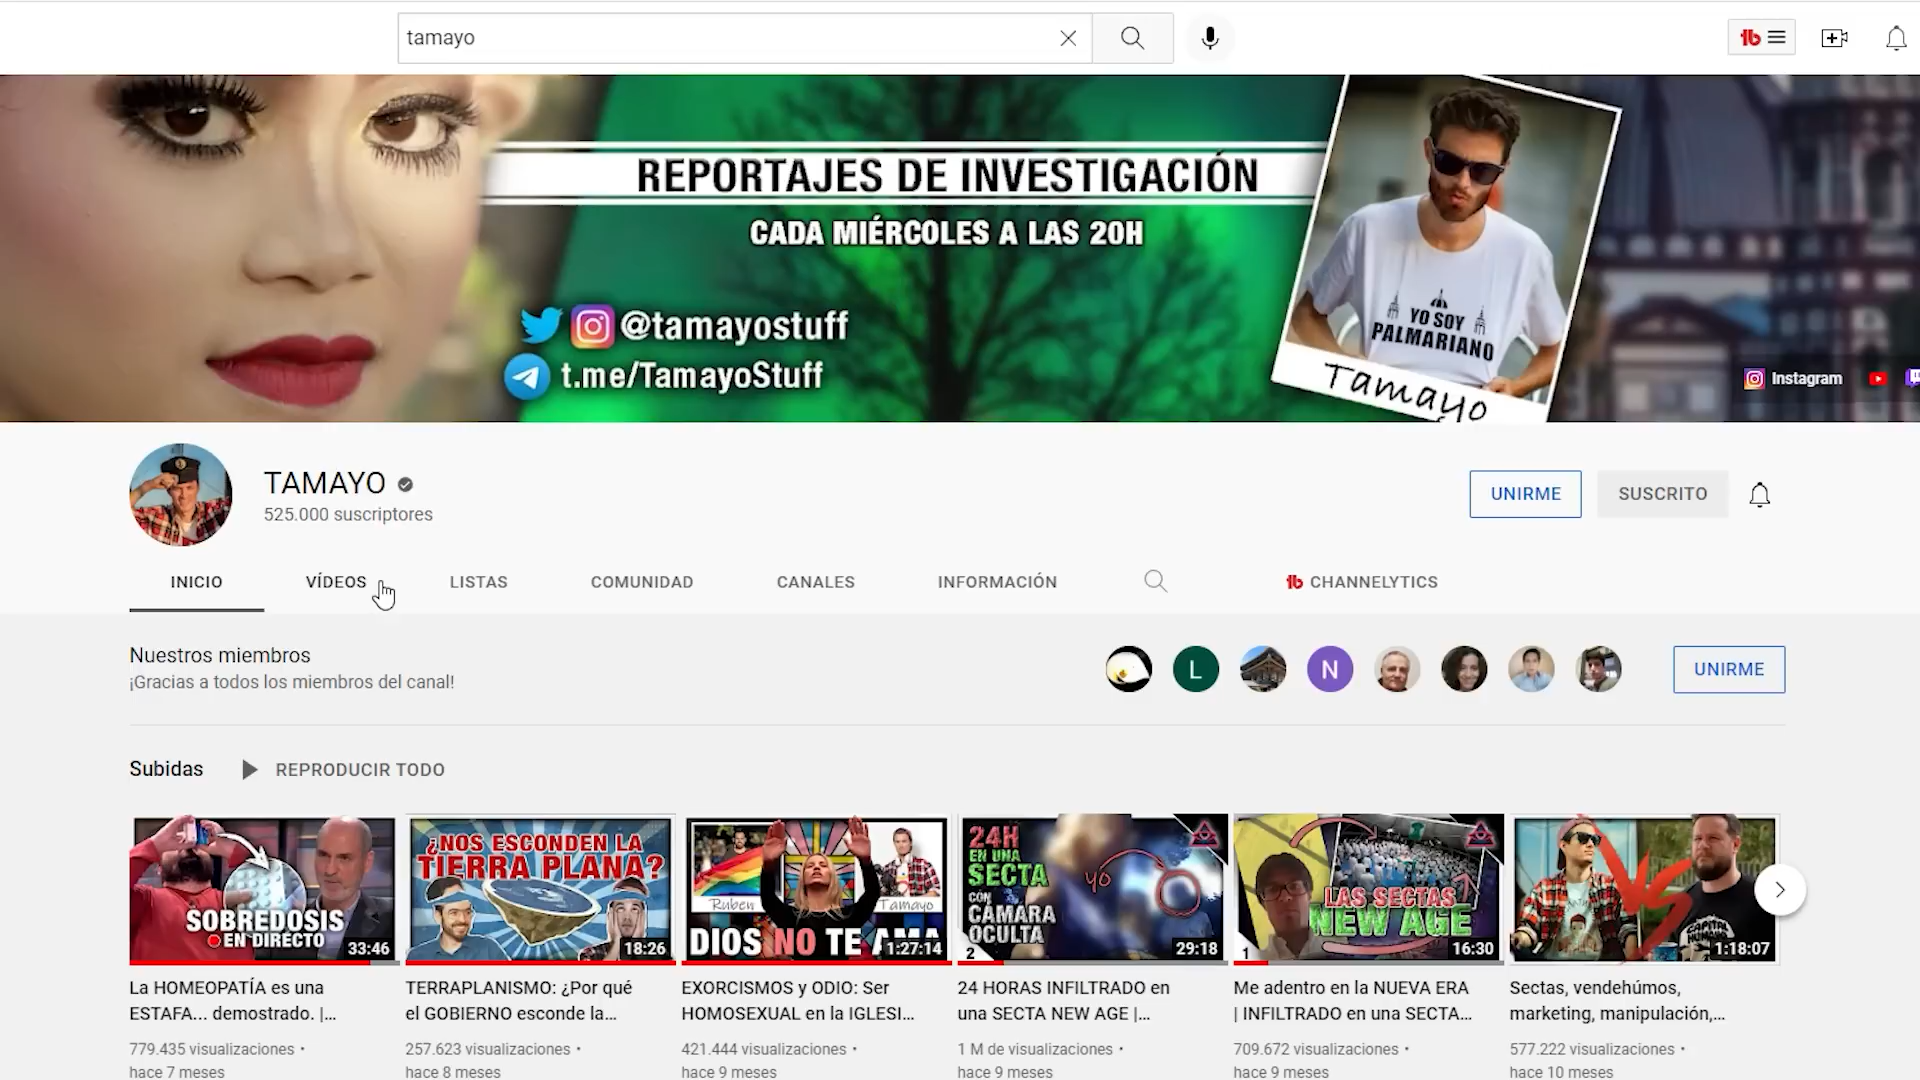 tamayo
REPORTAJES DE INVESTIGACIÓN
CADA MIÉRCOLES A LAS 20H
@tamayostuff
t.me/TamayoStuff
YO SOY
PALMARIANO
Tamayo
Instagram
TAMAYO
525.000 suscriptores
UNIRME
SUSCRITO
INICIO
VÍDEOS
LISTAS
COMUNIDAD
CANALES
INFORMACIÓN
CHANNELYTICS
Nuestros miembros
¡Gracias a todos los miembros del canal!
L
N
UNIRME
Subidas
REPRODUCIR TODO
SOBREDOSIS
EN DIRECTO
33:46
¿NOS ESCONDEN LA
TIERRA PLANA?
18:26
Ruben
Tamayo
DIOS NO TE AMA
1:27:14
24H
EN UNA
SECTA
CON
CÁMARA
OCULTA
yo
2
29:18
LAS SECTAS
NEW AGE
1
16:30
VS
1:18:07
La HOMEOPATÍA es una
ESTAFA... demostrado. |...
779.435 visualizaciones •
hace 7 meses
TERRAPLANISMO: ¿Por qué
el GOBIERNO esconde la...
257.623 visualizaciones •
hace 8 meses
EXORCISMOS y ODIO: Ser
HOMOSEXUAL en la IGLESI...
421.444 visualizaciones •
hace 9 meses
24 HORAS INFILTRADO en
una SECTA NEW AGE |...
1 M de visualizaciones •
hace 9 meses
Me adentro en la NUEVA ERA
| INFILTRADO en una SECTA...
709.672 visualizaciones •
hace 9 meses
Sectas, vendehúmos,
marketing, manipulación,...
577.222 visualizaciones •
hace 10 meses